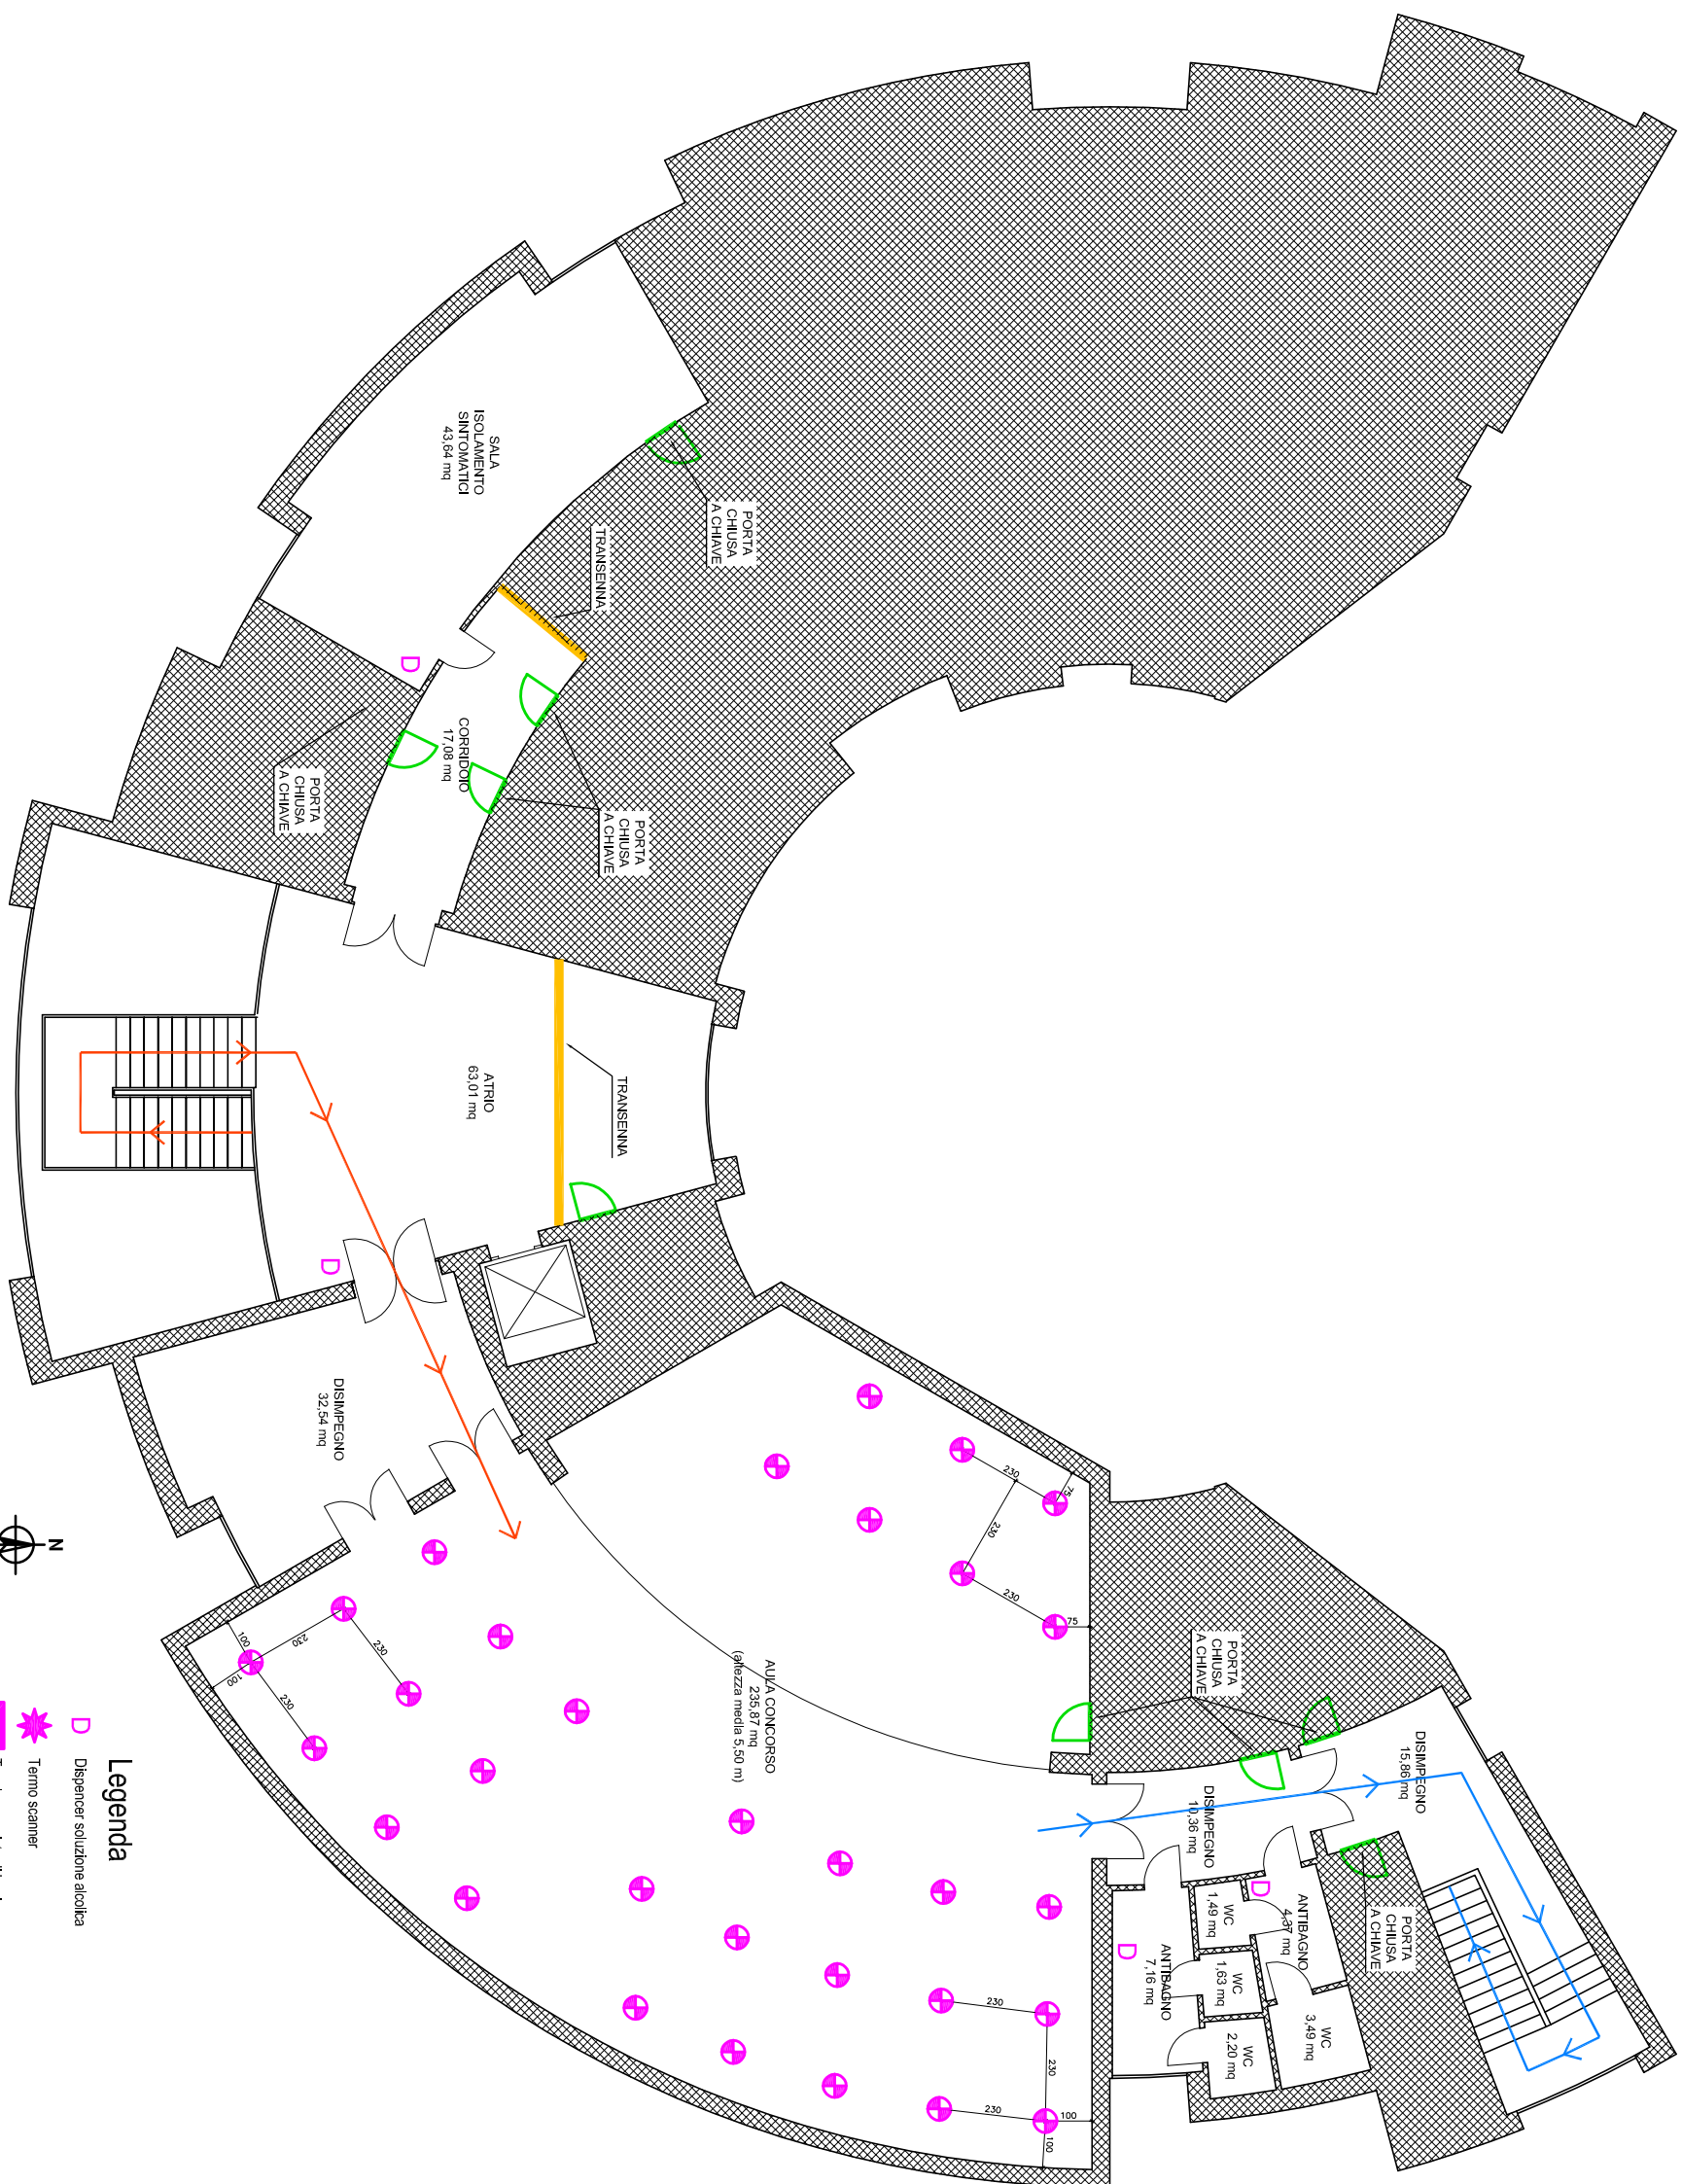 SALA
ISOLAMENTO
SINTOMATICI
43,64 mq
PORTA
CHIUSA
A CHIAVE
TRANSENNA
D
CORRIDOIO
17,08 mq
PORTA
CHIUSA
A CHIAVE
PORTA
CHIUSA
A CHIAVE
ATRIO
63,01 mq
TRANSENNA
D
DISIMPEGNO
32,54 mq
AULA CONCORSO
235,87 mq
(altezza media 5,50 m)
230
75
230
230
75
100
230
230
100
230
230
230
230
100
100
PORTA
CHIUSA
A CHIAVE
DISIMPEGNO
15,86 mq
DISIMPEGNO
10,36 mq
PORTA
CHIUSA
A CHIAVE
D
ANTIBAGNO
4,37 mq
WC
1,49 mq
WC
1,63 mq
WC
2,20 mq
WC
3,49 mq
D
ANTIBAGNO
7,16 mq
N
Legenda
D Dispencer soluzione alcolica
Termo scanner